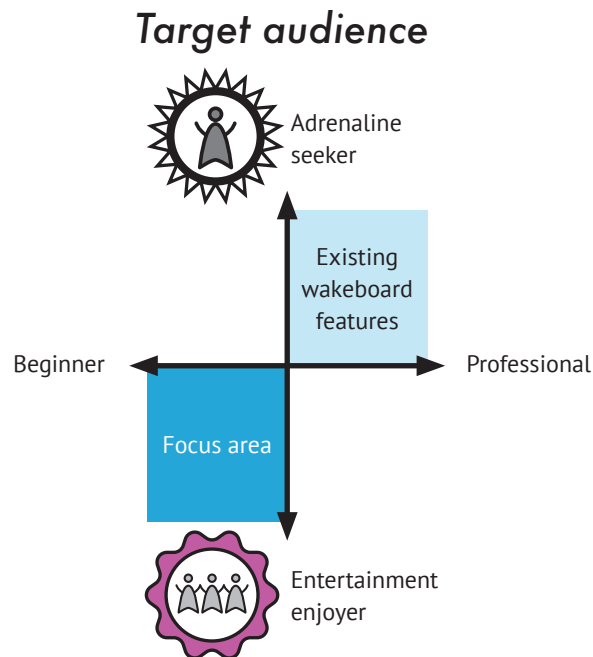 Target audience
Adrenaline
seeker
Existing
wakeboard
features
Beginner
Professional
Focus area
Entertainment
enjoyer